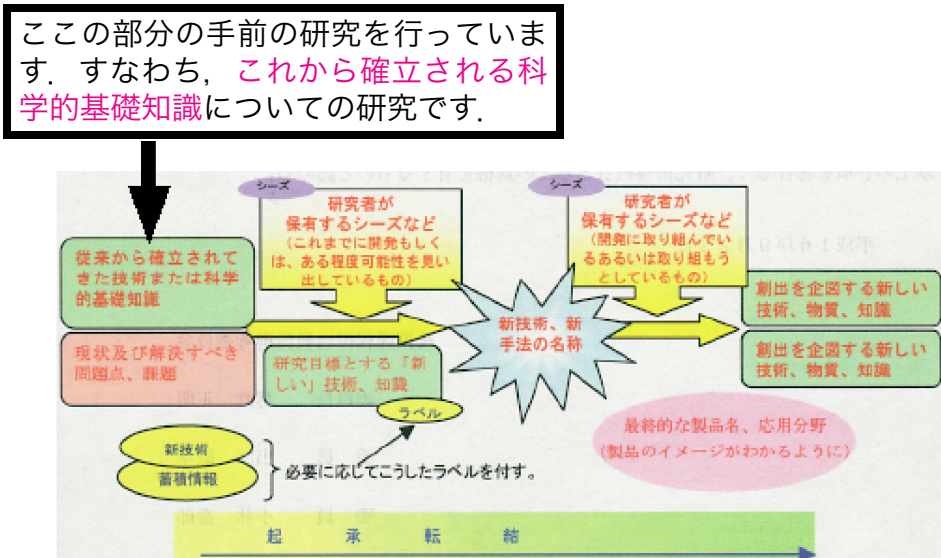 ここの部分の手前の研究を行っていま
す．すなわち，これから確立される科
学的基礎知識についての研究です．
シーズ
研究者が
保有するシーズなど
（これまでに開発もしく
は、ある程度可能性を見い
出しているもの）
シーズ
研究者が
保有するシーズなど
（開発に取り組んでい
るあるいは取り組もう
としているもの）
従来から確立されて
きた技術または科学
的基礎知識
現状及び解決すべき
問題点、課題
研究目標とする「新
しい」技術、知識
ラベル
新技術、新
手法の名称
創出を企図する新しい
技術、物質、知識
創出を企図する新しい
技術、物質、知識
最終的な製品名、応用分野
（製品のイメージがわかるように）
新技術
蓄積情報
必要に応じてこうしたラベルを付す。
起 承 転 結